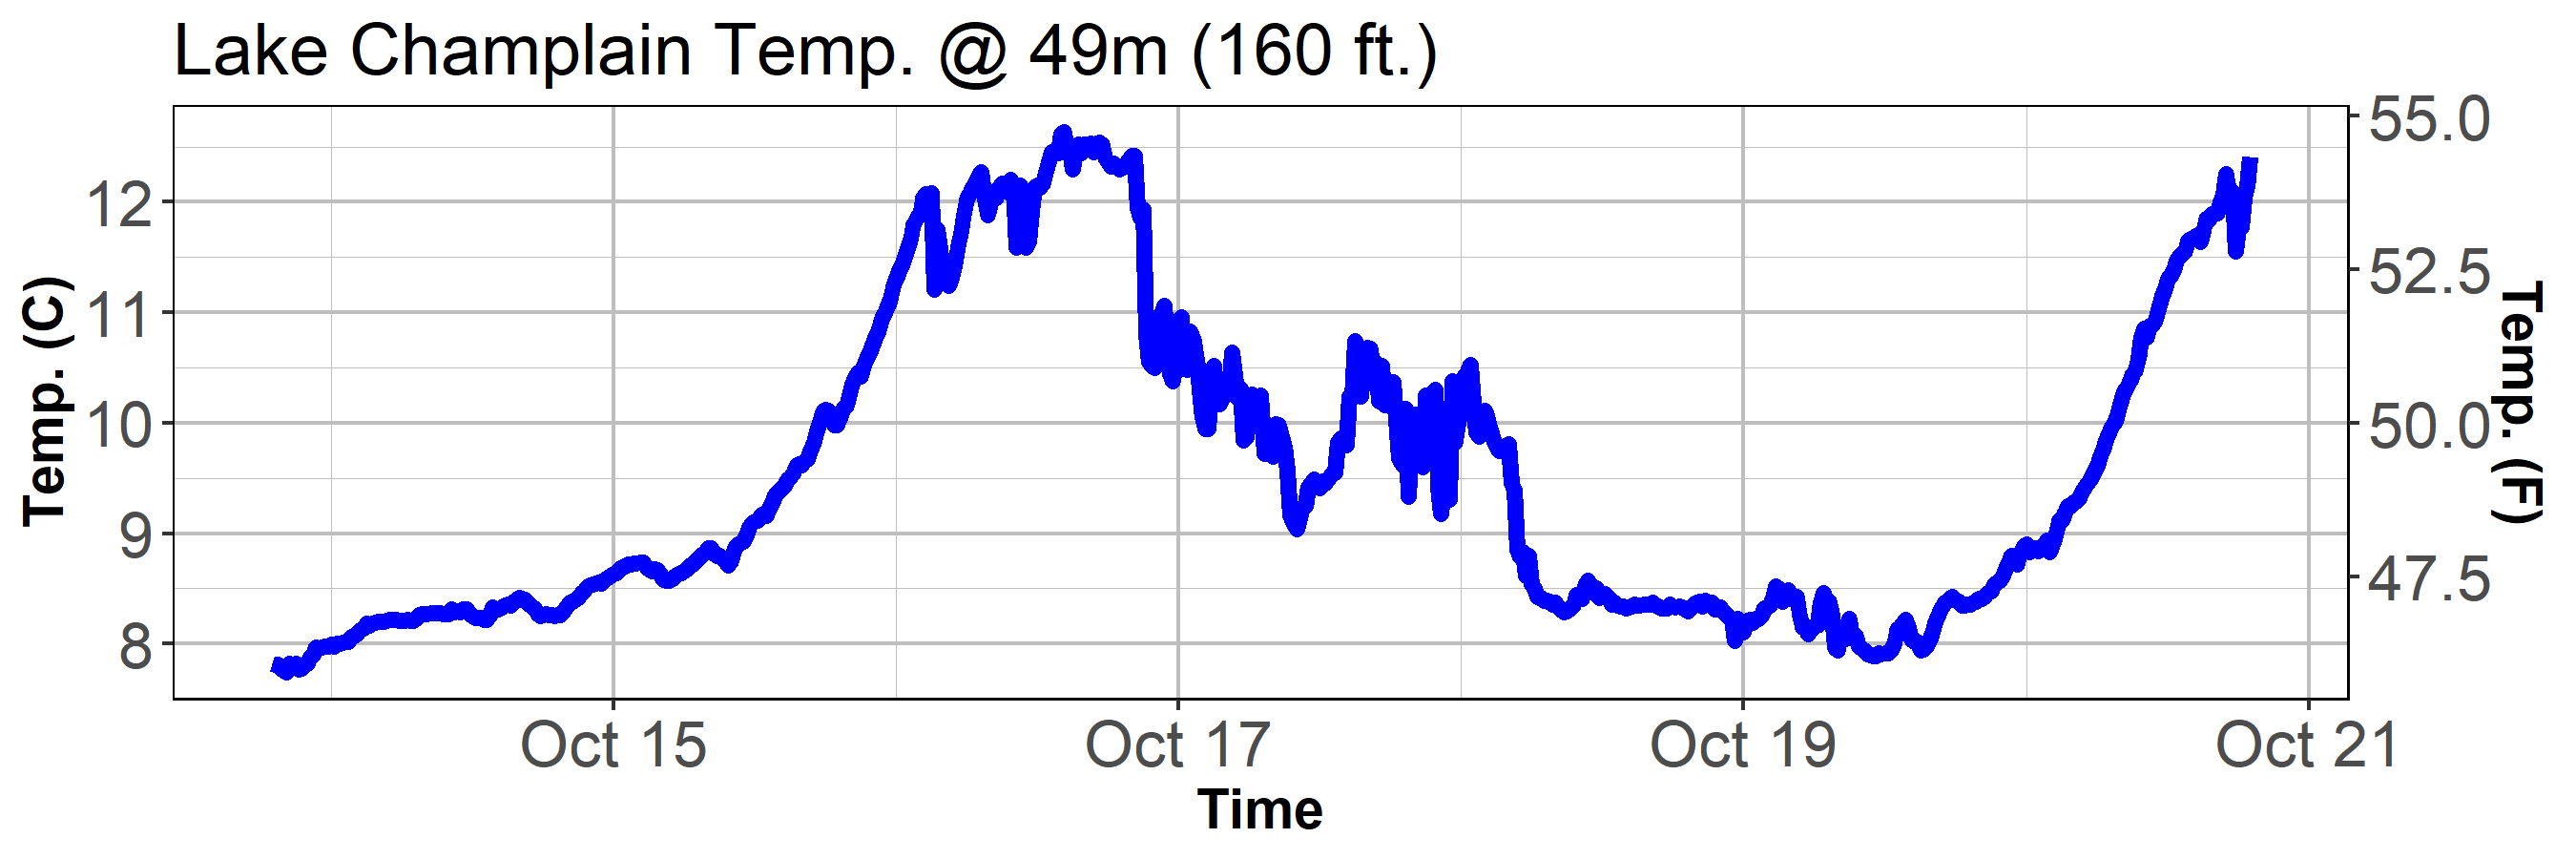 Lake Champlain Temp. @ 49m (160 ft.)
Temp. (C)
12
11
10
9
8
55.0
52.5
50.0
47.5
Temp. (F)
Oct 15 Oct 17 Oct 19 Oct 21
Time